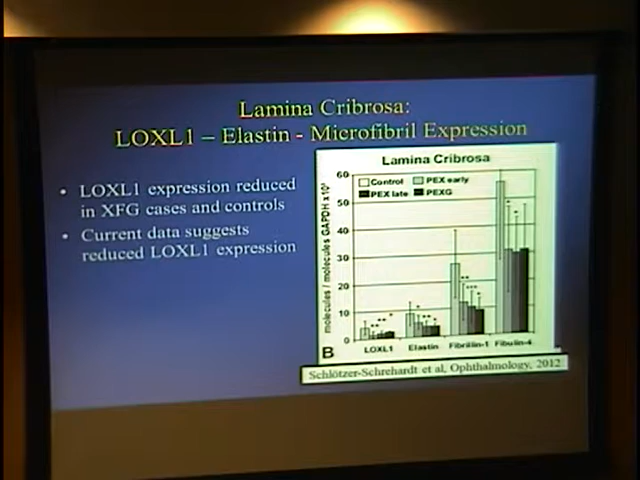 Lamina Cribrosa:
LOXL1 – Elastin - Microfibril Expression
• LOXL1 expression reduced
in XFG cases and controls
• Current data suggests
reduced LOXL1 expression
Lamina Cribrosa
60
50
40
30
20
10
0
molecules / molecules GAPDH
Control
PEX early
PEX late
PEXG
LOXL1
Elastin
Fibrillin-1
Fibulin-4
B
Schlötzer-Schrehardt et al, Ophthalmology, 2012